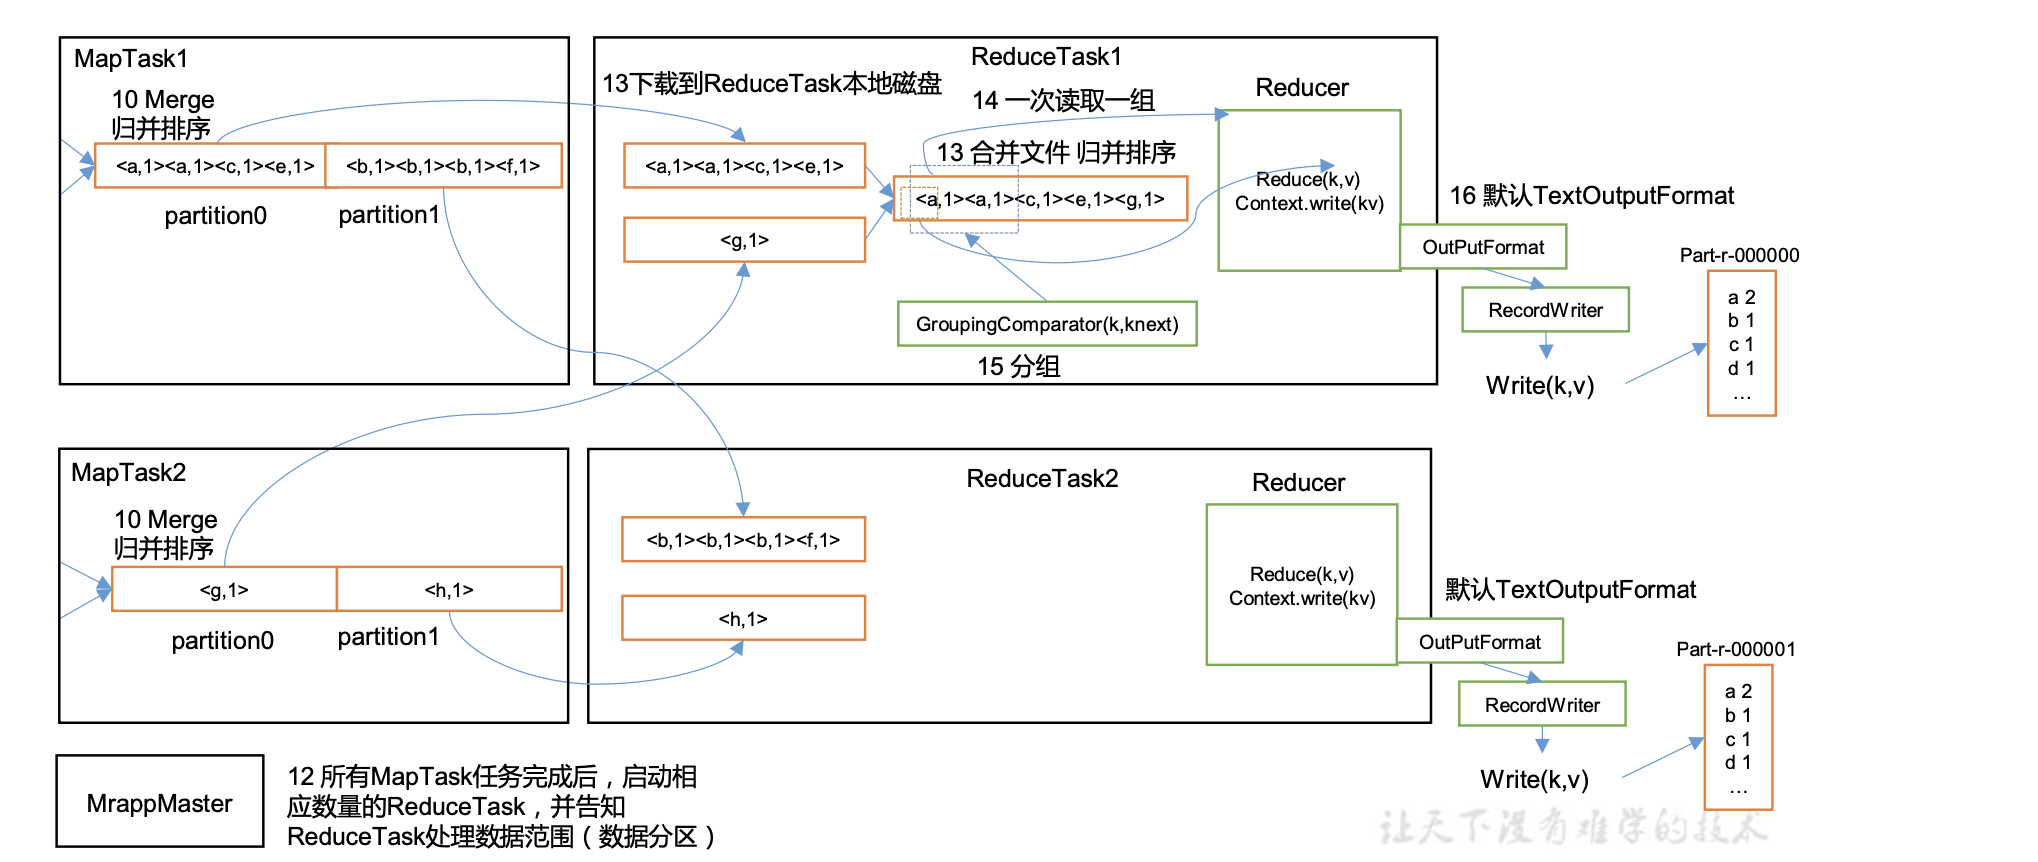 MapTask1
10 Merge
归并排序
<a,1><a,1><c,1><e,1>
<b,1><b,1><b,1><f,1>
partition0
partition1
ReduceTask1
13下载到ReduceTask本地磁盘
14 一次读取一组
Reducer
<a,1><a,1><c,1><e,1>
13 合并文件 归并排序
<a,1><a,1><c,1><e,1><g,1>
<g,1>
Reduce(k,v)
Context.write(kv)
GroupingComparator(k,knext)
15 分组
16 默认TextOutputFormat
OutPutFormat
RecordWriter
Write(k,v)
Part-r-000000
a 2
b 1
c 1
d 1
...
MapTask2
10 Merge
归并排序
<g,1>
<h,1>
partition0
partition1
ReduceTask2
Reducer
<b,1><b,1><b,1><f,1>
<h,1>
Reduce(k,v)
Context.write(kv)
默认TextOutputFormat
OutPutFormat
RecordWriter
Write(k,v)
Part-r-000001
a 2
b 1
c 1
d 1
...
MrappMaster
12 所有MapTask任务完成后，启动相
应数量的ReduceTask，并告知
ReduceTask处理数据范围（数据分区）
让天下没有难学的技术